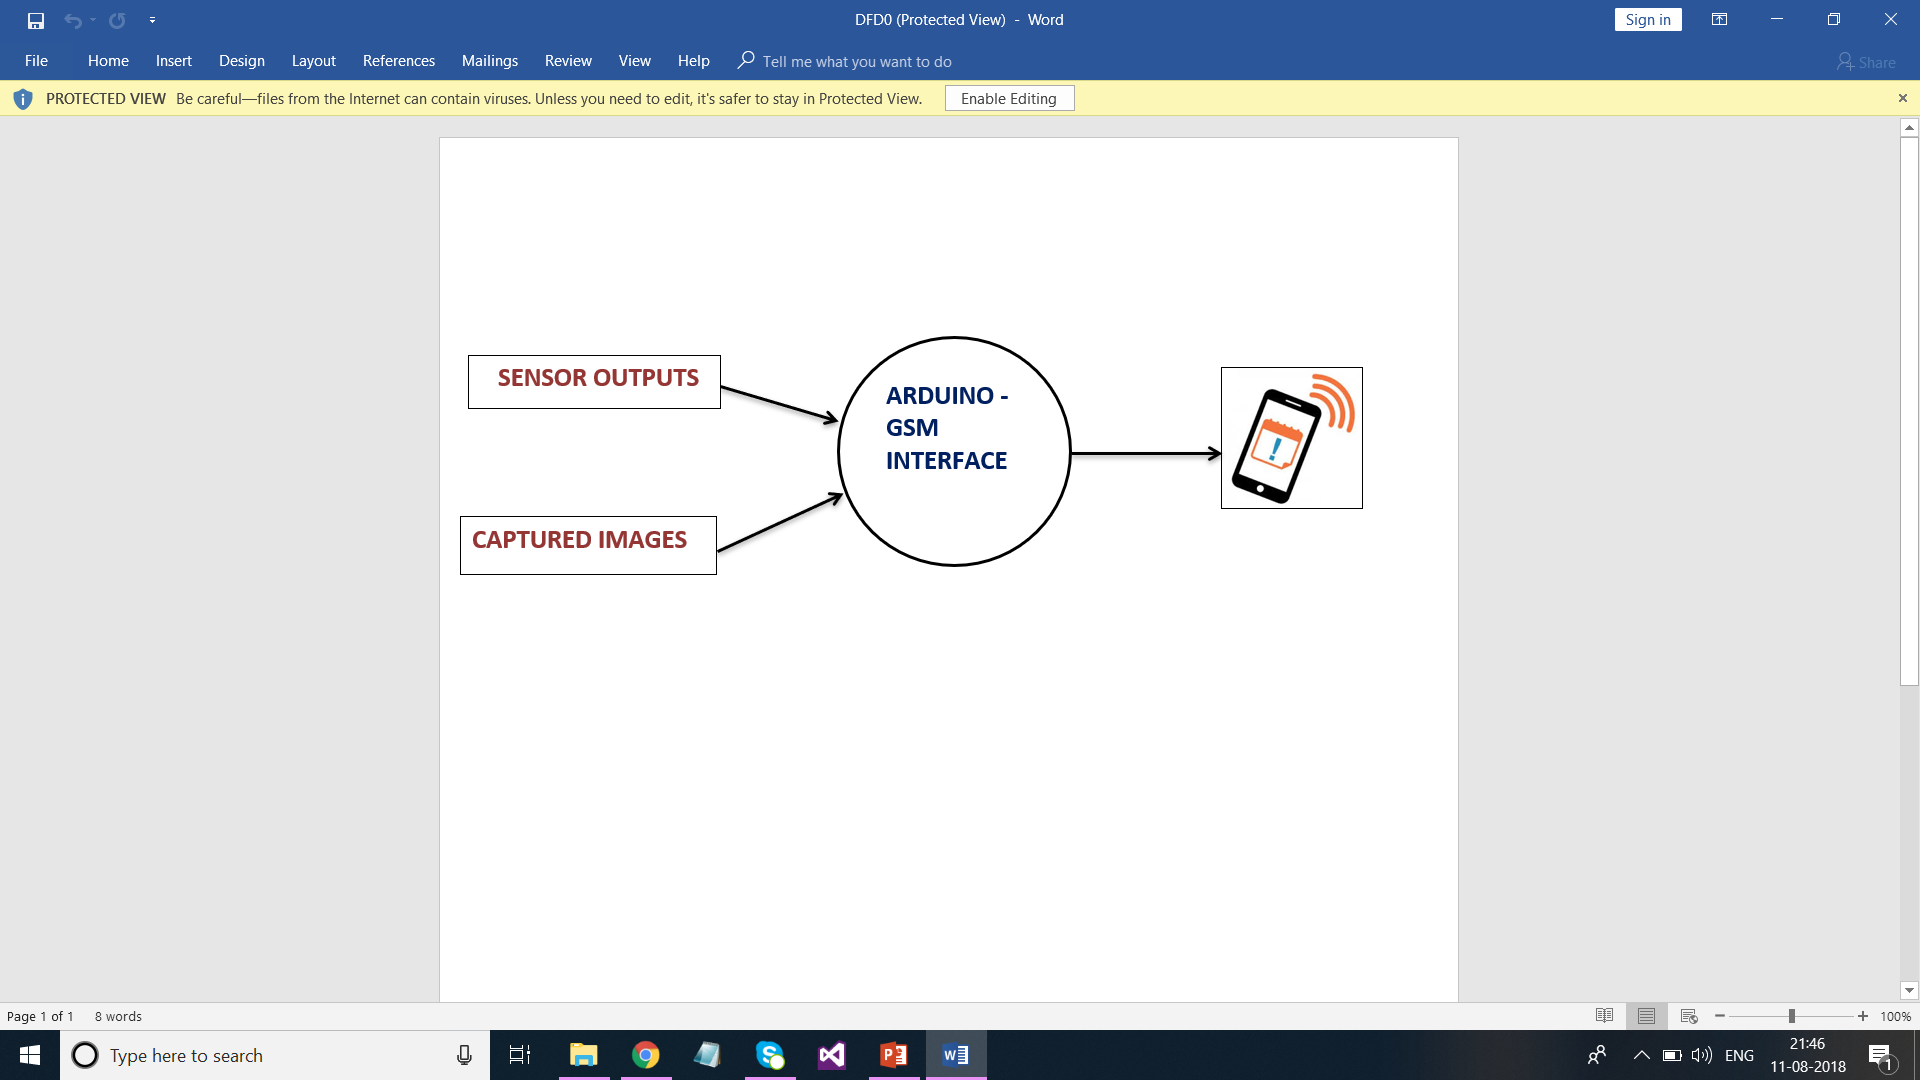 DFD0 (Protected View) - Word
Sign in
File Home Insert Design Layout References Mailings Review View Help Tell me what you want to do Share
PROTECTED VIEW Be careful—files from the Internet can contain viruses. Unless you need to edit, it's safer to stay in Protected View. Enable Editing
SENSOR OUTPUTS
CAPTURED IMAGES
ARDUINO -
GSM
INTERFACE
!
Page 1 of 1 8 words
100%
Type here to search
ENG
21:46
11-08-2018
1